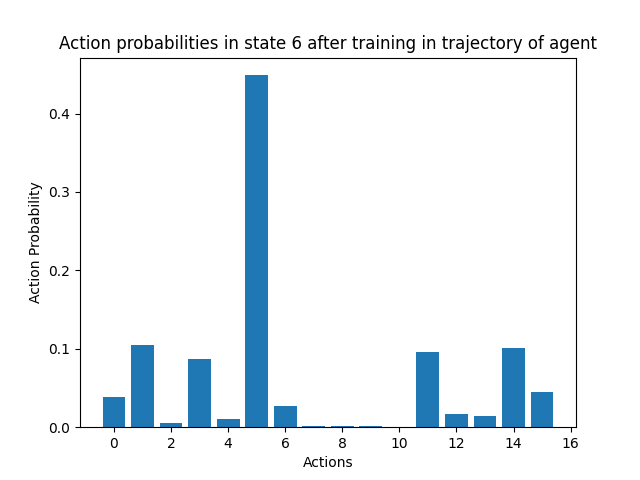 Action probabilities in state 6 after training in trajectory of agent
0.4
0.3
0.2
0.1
0.0
Action Probability
0 2 4 6 8 10 12 14 16
Actions